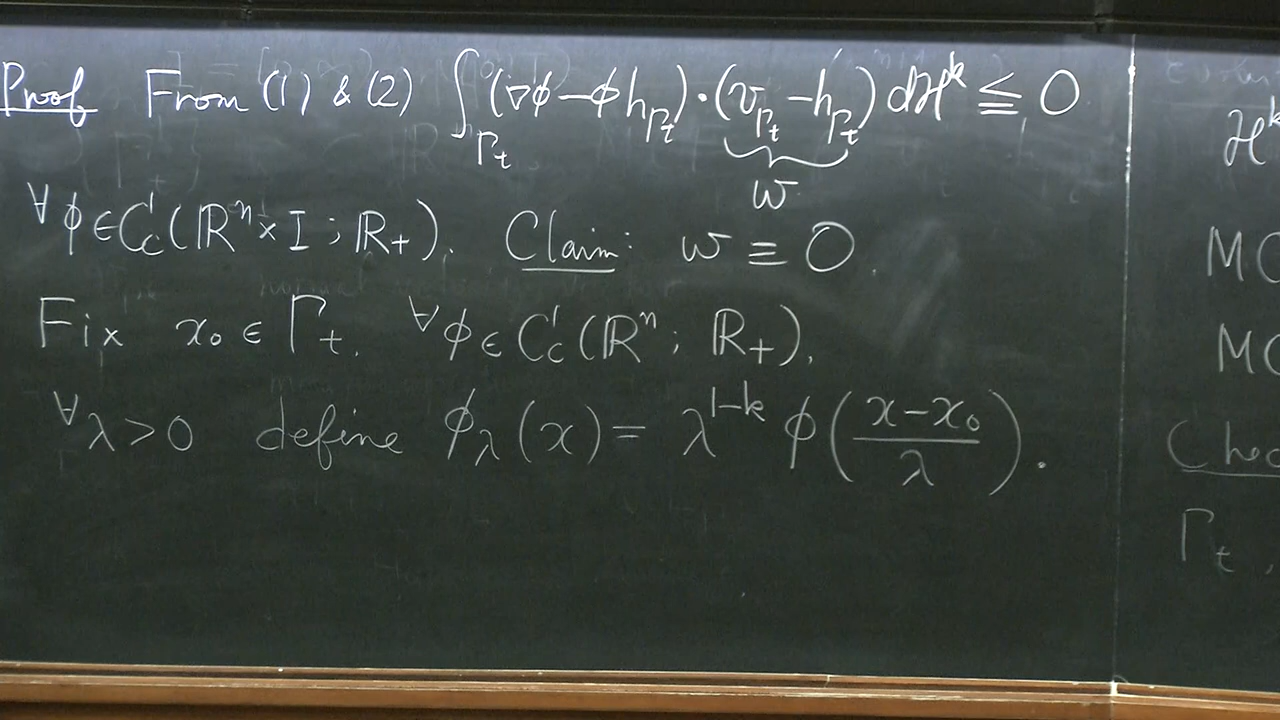 Proof From (1) & (2) ∫_{Γ_t} (∇ϕ − ϕ h_{Γ_t}) · (v_{Γ_t} − h_{Γ_t}) dℋ^k ≦ 0
w
∀ϕ ∈ C_c^1(ℝ^n × I ; ℝ_+). Claim: w ≡ 0.
Fix x_0 ∈ Γ_t. ∀ϕ ∈ C_c^1(ℝ^n ; ℝ_+),
∀λ > 0 define ϕ_λ(x) = λ^{1-k} ϕ((x − x_0)/λ).
ℋ^k
MC
MC
Chec
Γ_t,